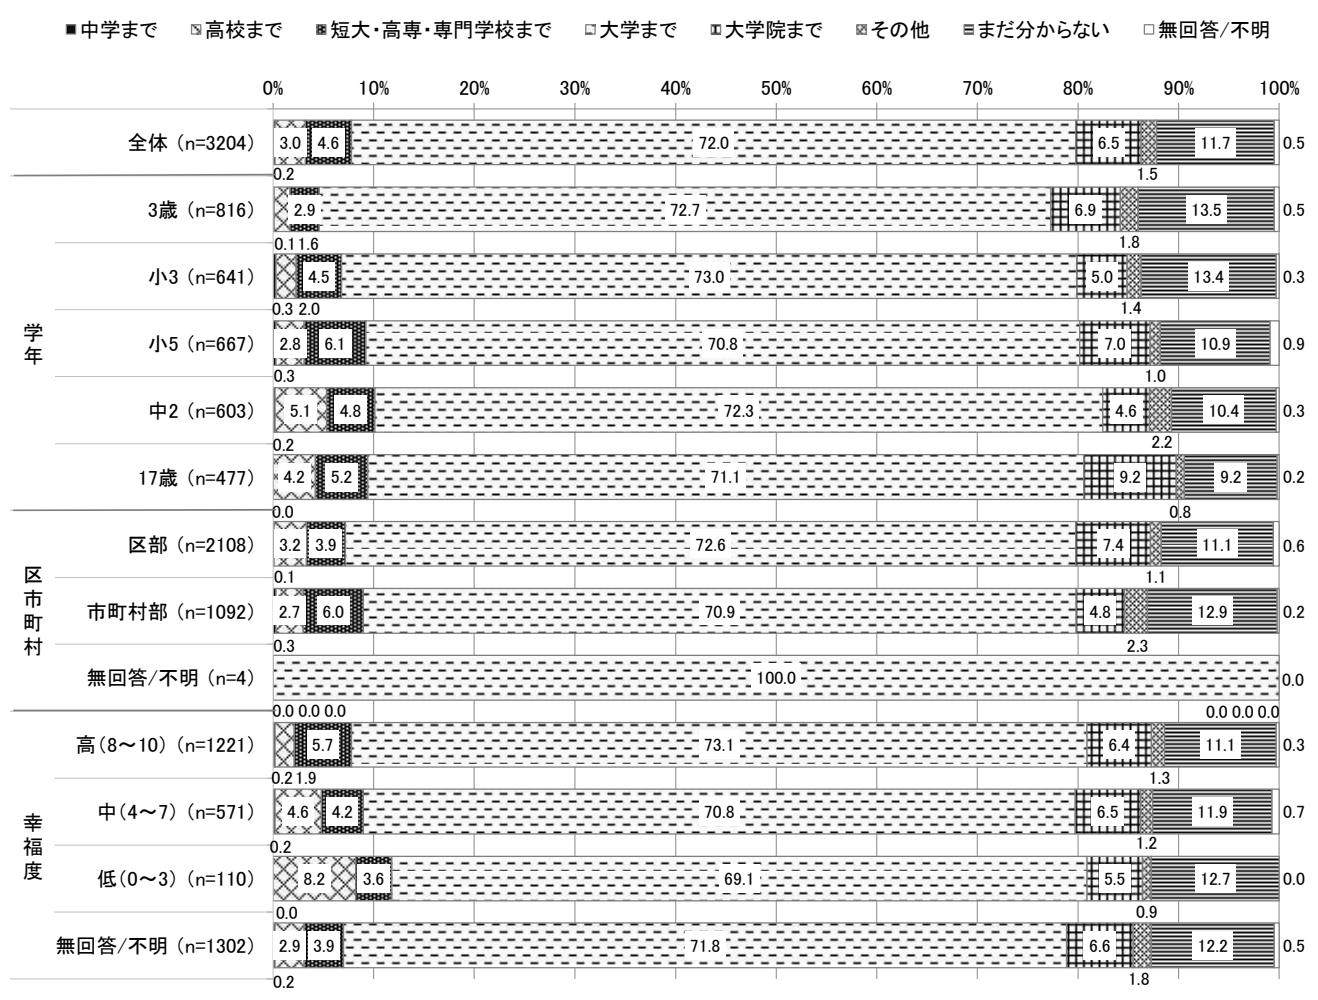 ■中学まで 高校まで 短大・高専・専門学校まで 大学まで 大学院まで その他 まだ分からない □無回答/不明
0% 10% 20% 30% 40% 50% 60% 70% 80% 90% 100%
全体（n=3204） 3.0 4.6 72.0 6.5 11.7 0.5
0.2 1.5
3歳（n=816） 2.9 72.7 6.9 13.5 0.5
0.1 1.6 1.8
小3（n=641） 4.5 73.0 5.0 13.4 0.3
0.3 2.0 1.4
学年
小5（n=667） 2.8 6.1 70.8 7.0 10.9 0.9
0.3 1.0
中2（n=603） 5.1 4.8 72.3 4.6 10.4 0.3
0.2 2.2
17歳（n=477） 4.2 5.2 71.1 9.2 9.2 0.2
0.0 0.8
区部（n=2108） 3.2 3.9 72.6 7.4 11.1 0.6
0.1 1.1
区市町村
市町村部（n=1092） 2.7 6.0 70.9 4.8 12.9 0.2
0.3 2.3
無回答/不明（n=4） 100.0 0.0
0.0 0.0 0.0 0.0 0.0 0.0
高（8～10）（n=1221） 5.7 73.1 6.4 11.1 0.3
0.2 1.9 1.3
中（4～7）（n=571） 4.6 4.2 70.8 6.5 11.9 0.7
0.2 1.2
幸福度
低（0～3）（n=110） 8.2 3.6 69.1 5.5 12.7 0.0
0.0 0.9
無回答/不明（n=1302） 2.9 3.9 71.8 6.6 12.2 0.5
0.2 1.8